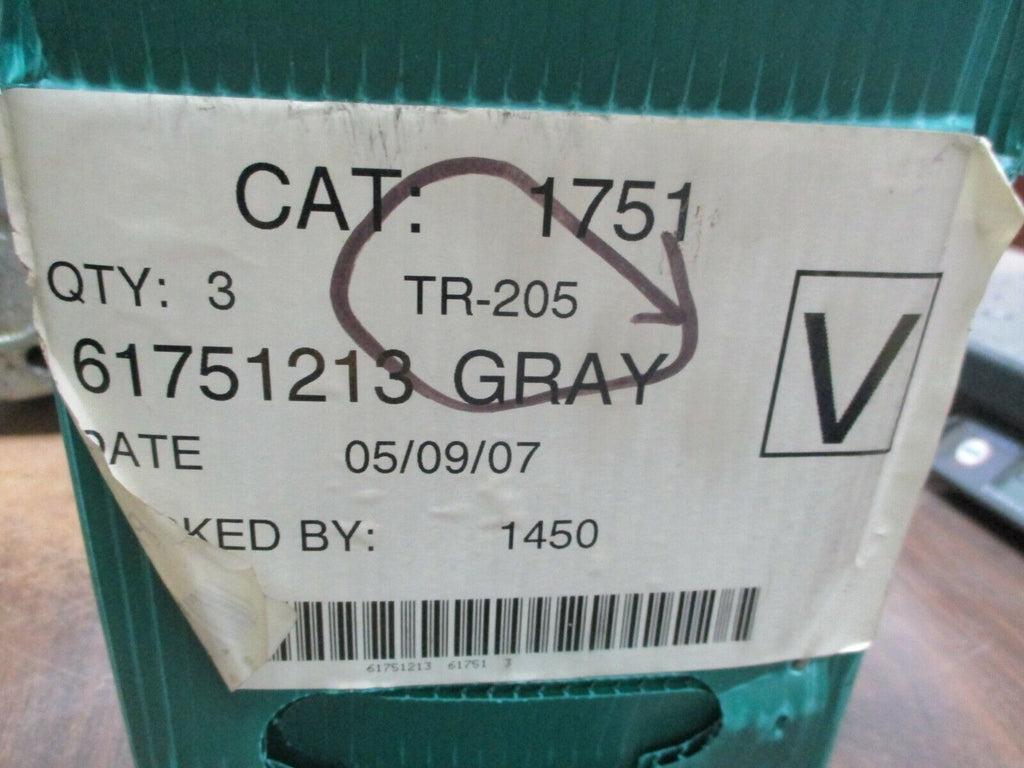 CAT: 1751
QTY: 3 TR-205
61751213 GRAY
V
DATE 05/09/07
KED BY: 1450
61751213 61751 3